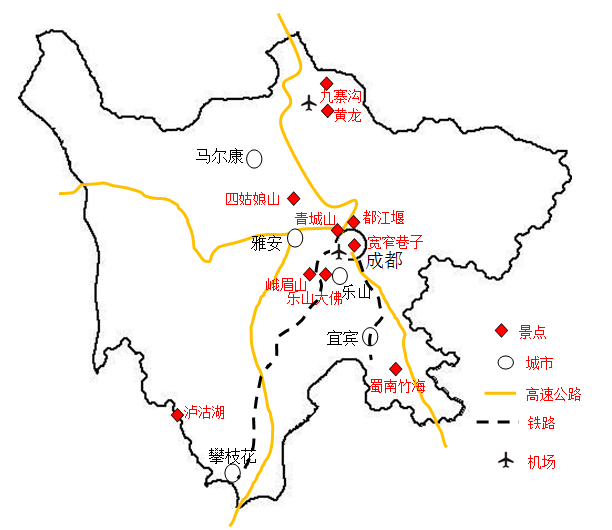 九寨沟
黄龙
马尔康
四姑娘山
青城山
都江堰
雅安
宽窄巷子
成都
峨眉山
乐山大佛
乐山
宜宾
蜀南竹海
泸沽湖
攀枝花
景点
城市
高速公路
铁路
机场